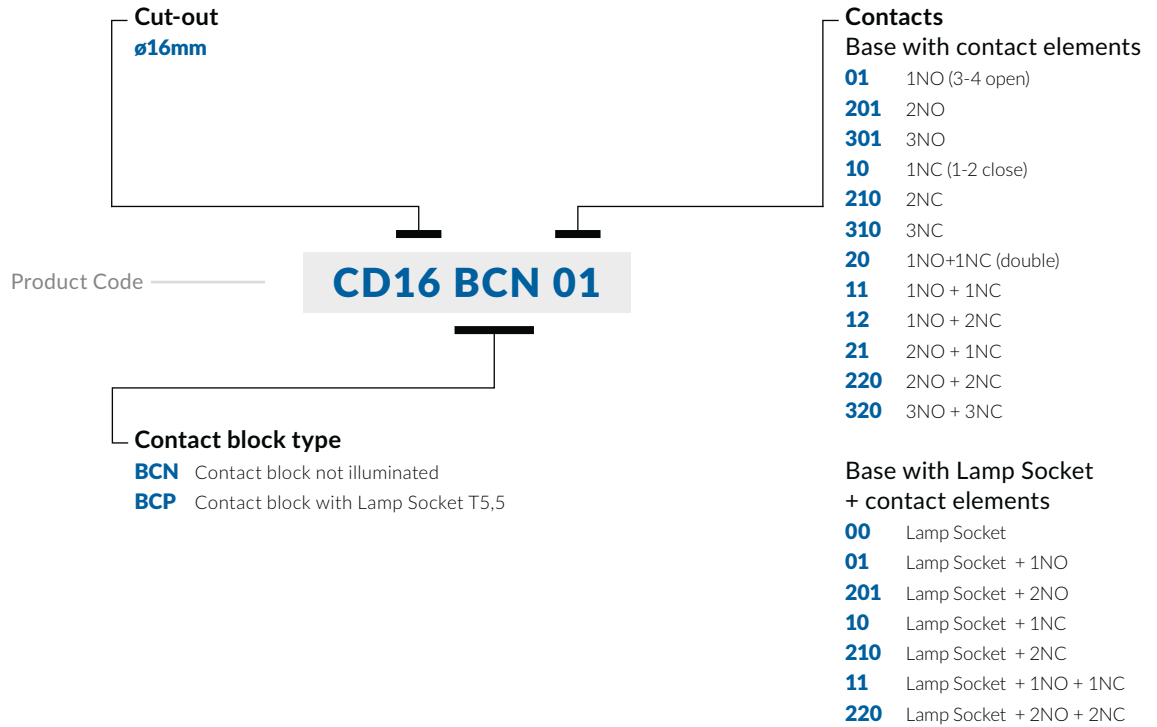 Cut-out
ø16mm
Contacts
Base with contact elements
01 1NO (3-4 open)
201 2NO
301 3NO
10 1NC (1-2 close)
210 2NC
310 3NC
20 1NO+1NC (double)
11 1NO + 1NC
12 1NO + 2NC
21 2NO + 1NC
220 2NO + 2NC
320 3NO + 3NC
Product Code
CD16 BCN 01
Contact block type
BCN Contact block not illuminated
BCP Contact block with Lamp Socket T5,5
Base with Lamp Socket
+ contact elements
00 Lamp Socket
01 Lamp Socket + 1NO
201 Lamp Socket + 2NO
10 Lamp Socket + 1NC
210 Lamp Socket + 2NC
11 Lamp Socket + 1NO + 1NC
220 Lamp Socket + 2NO + 2NC